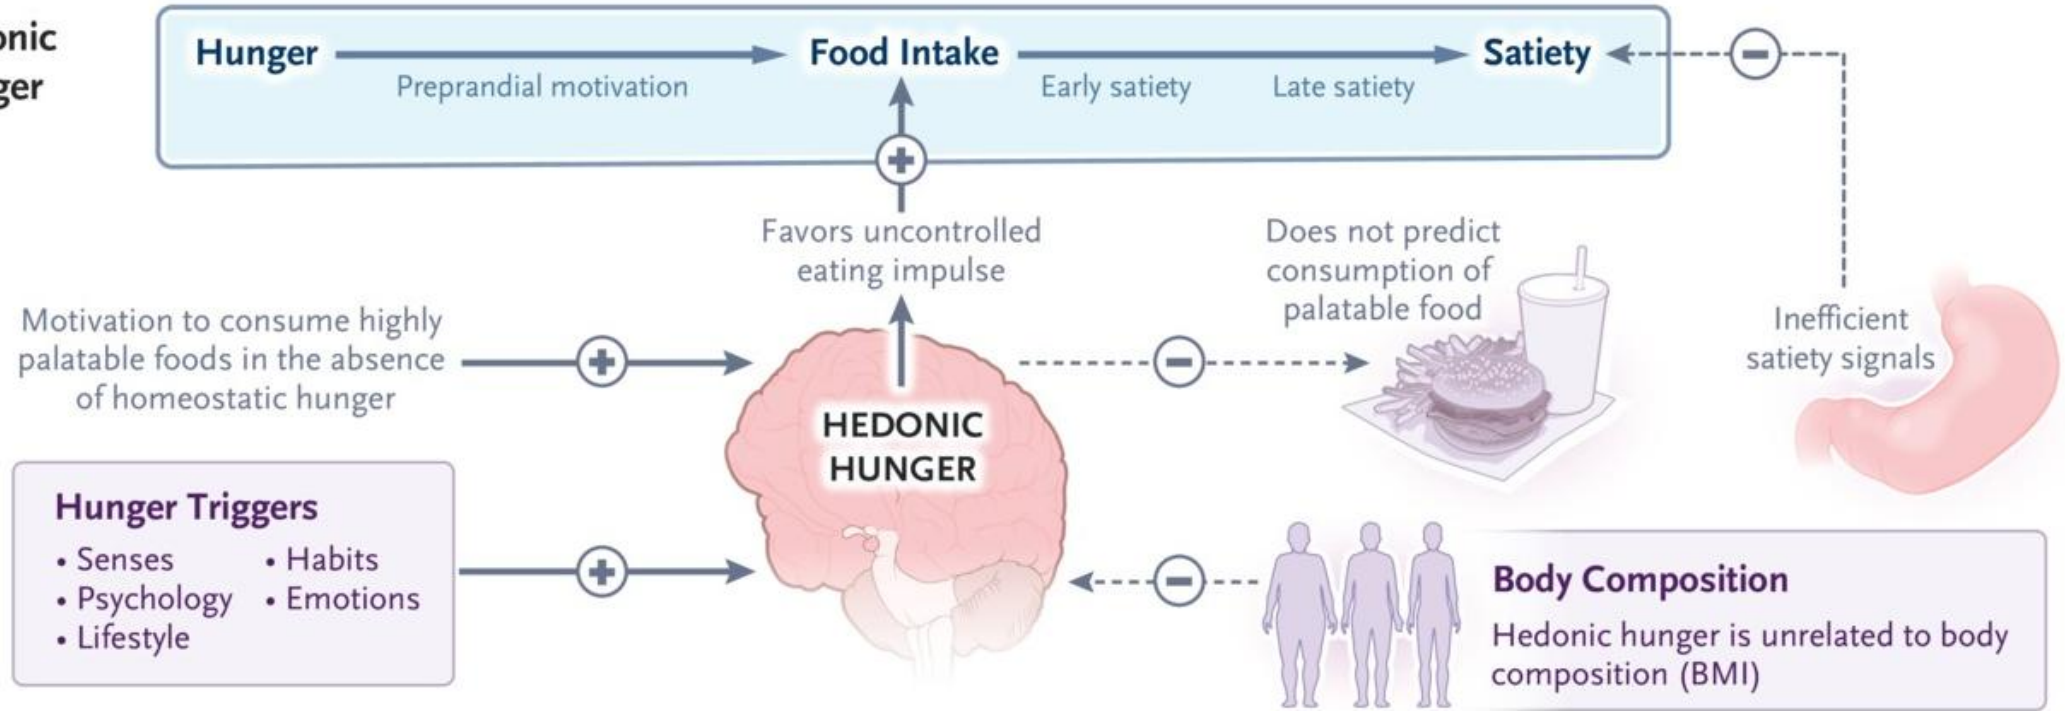 onic
ger
Hunger
Preprandial motivation
Food Intake
Early satiety
Late satiety
Satiety
Favors uncontrolled
eating impulse
Does not predict
consumption of
palatable food
Inefficient
satiety signals
Motivation to consume highly
palatable foods in the absence
of homeostatic hunger
HEDONIC
HUNGER
Hunger Triggers
• Senses
• Psychology
• Lifestyle
• Habits
• Emotions
Body Composition
Hedonic hunger is unrelated to body
composition (BMI)